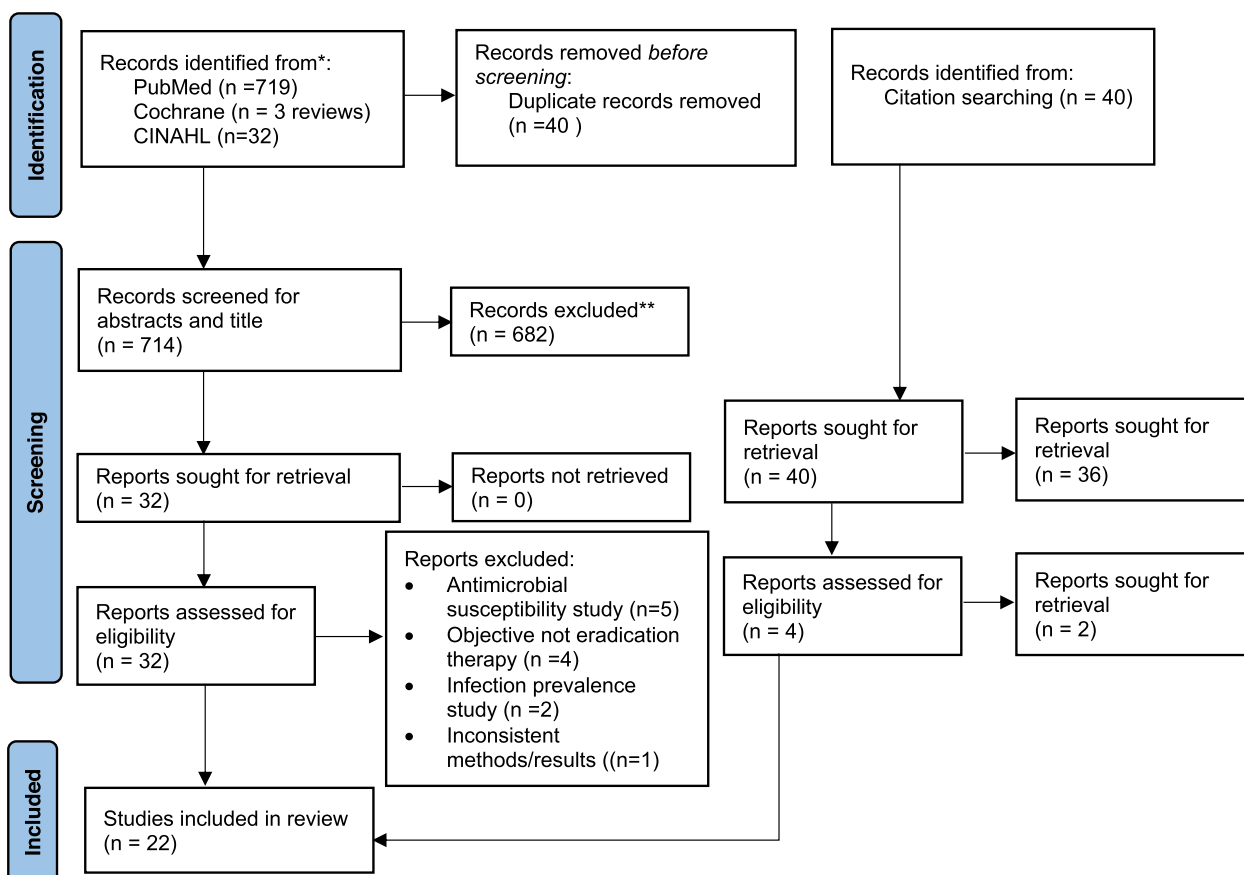 Identification
Records identified from*:
PubMed (n =719)
Cochrane (n = 3 reviews)
CINAHL (n=32)
Records removed before
screening:
Duplicate records removed
(n =40 )
Records identified from:
Citation searching (n = 40)
Screening
Records screened for
abstracts and title
(n = 714)
Records excluded**
(n = 682)
Reports sought for retrieval
(n = 32)
Reports not retrieved
(n = 0)
Reports sought for
retrieval
(n = 40)
Reports sought for
retrieval
(n = 36)
Reports assessed for
eligibility
(n = 32)
Reports excluded:
• Antimicrobial
susceptibility study (n=5)
• Objective not eradication
therapy (n =4)
• Infection prevalence
study (n =2)
• Inconsistent
methods/results ((n=1)
Reports assessed for
eligibility
(n = 4)
Reports sought for
retrieval
(n = 2)
Included
Studies included in review
(n = 22)